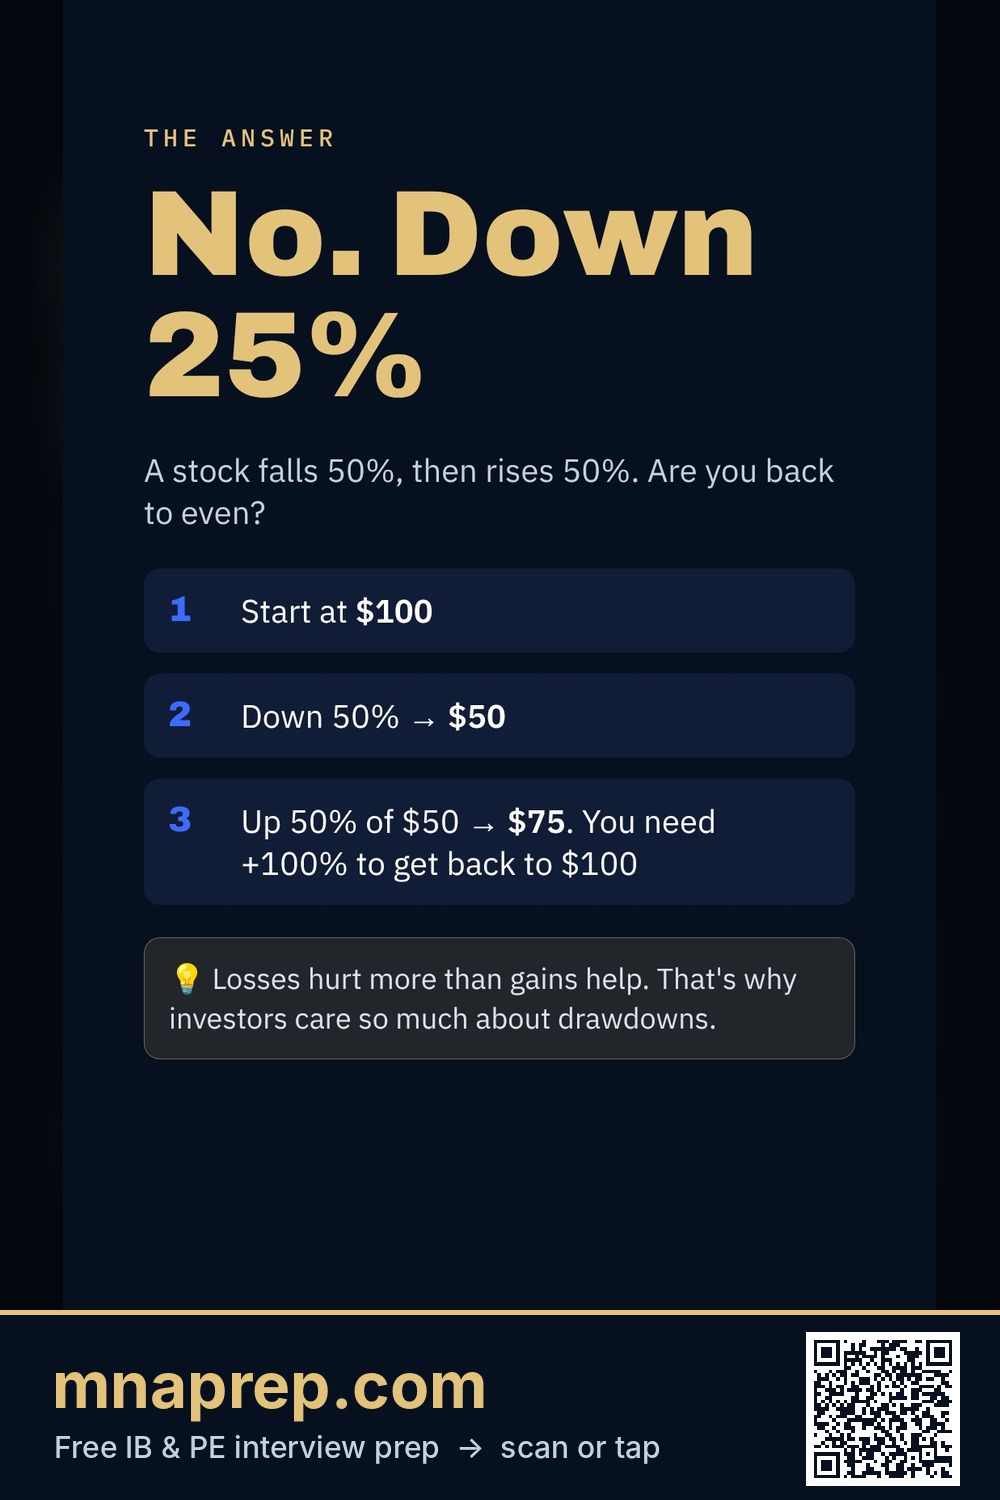 THE ANSWER
No. Down
25%
A stock falls 50%, then rises 50%. Are you back
to even?
1 Start at $100
2 Down 50% → $50
3 Up 50% of $50 → $75. You need
+100% to get back to $100
💡 Losses hurt more than gains help. That's why
investors care so much about drawdowns.
mnaprep.com
Free IB & PE interview prep → scan or tap